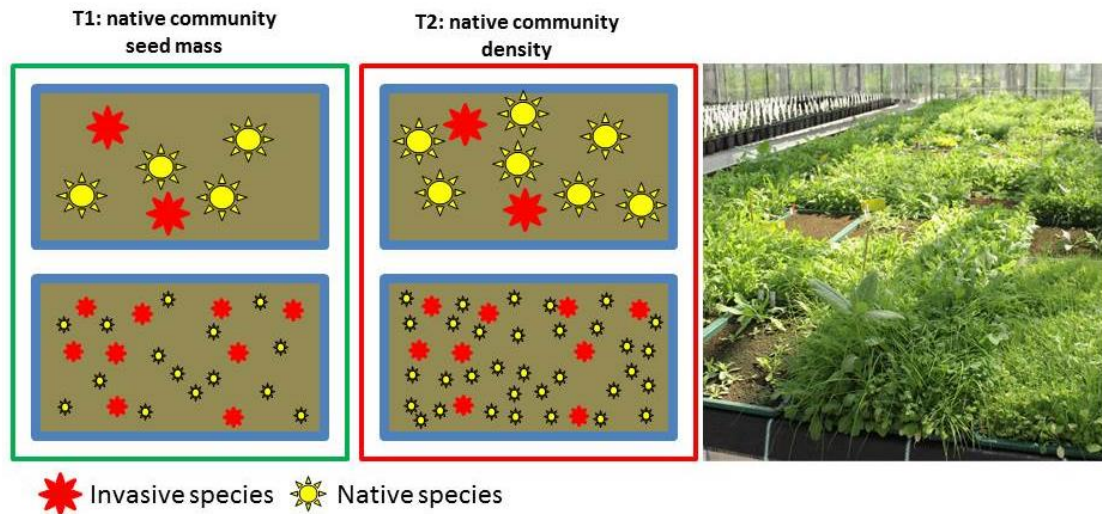 T1: native community
seed mass
T2: native community
density
Invasive species
Native species